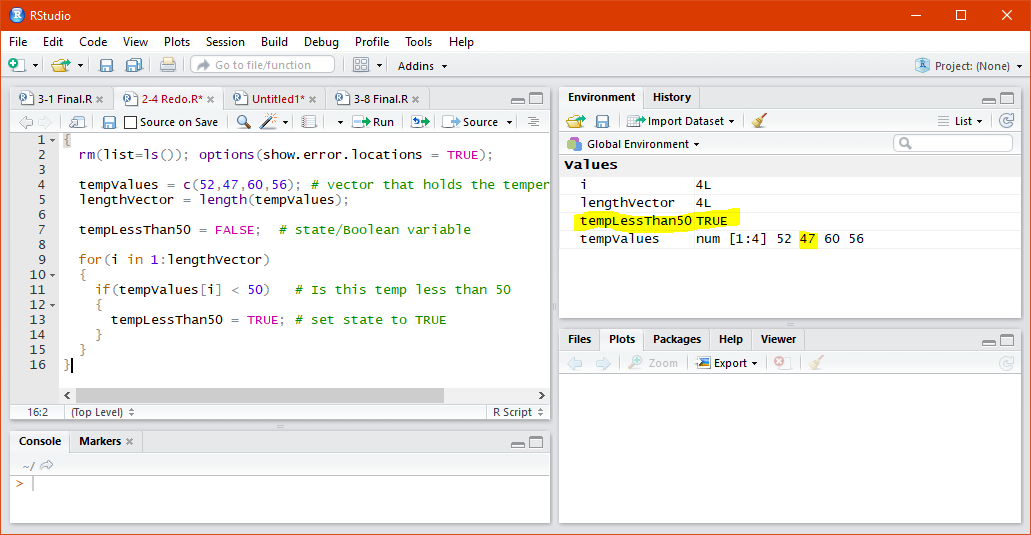 RStudio
File Edit Code View Plots Session Build Debug Profile Tools Help
Go to file/function Addins Project: (None)
3-1 Final.R 2-4 Redo.R* Untitled1* 3-8 Final.R
Source on Save Run Source
1 {
2 rm(list=ls()); options(show.error.locations = TRUE);
3
4 tempValues = c(52,47,60,56); # vector that holds the temper
5 lengthVector = length(tempValues);
6
7 tempLessThan50 = FALSE; # state/Boolean variable
8
9 for(i in 1:lengthVector)
10 {
11 if(tempValues[i] < 50) # Is this temp less than 50
12 {
13 tempLessThan50 = TRUE; # set state to TRUE
14 }
15 }
16 }
16:2 (Top Level) R Script
Console Markers
~/
>
Environment History
Import Dataset List
Global Environment
Values
i 4L
lengthVector 4L
tempLessThan50 TRUE
tempValues num [1:4] 52 47 60 56
Files Plots Packages Help Viewer
Zoom Export